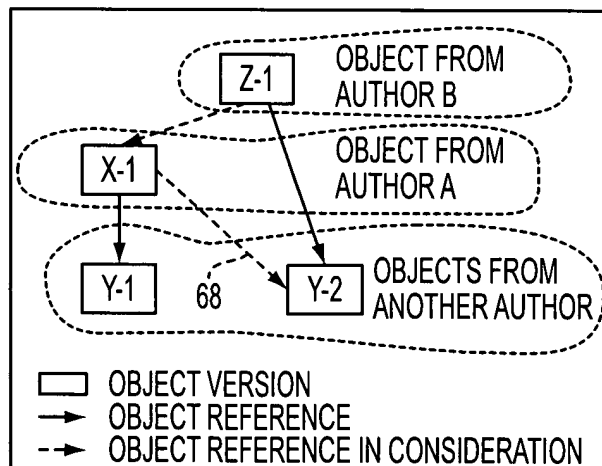 Z-1
OBJECT FROM
AUTHOR B
X-1
OBJECT FROM
AUTHOR A
Y-1
68
Y-2
OBJECTS FROM
ANOTHER AUTHOR
OBJECT VERSION
OBJECT REFERENCE
OBJECT REFERENCE IN CONSIDERATION